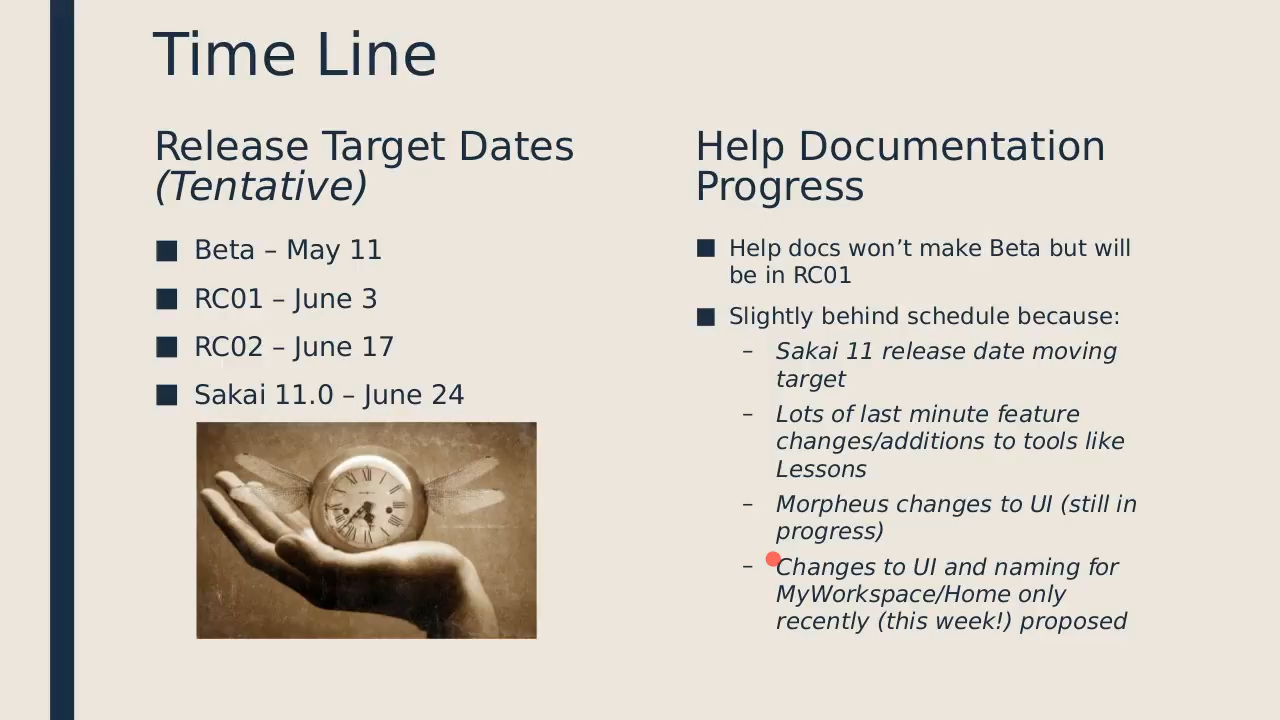 Time Line
Release Target Dates
(Tentative)
■ Beta – May 11
■ RC01 – June 3
■ RC02 – June 17
■ Sakai 11.0 – June 24
Help Documentation
Progress
■ Help docs won’t make Beta but will
be in RC01
■ Slightly behind schedule because:
– Sakai 11 release date moving
target
– Lots of last minute feature
changes/additions to tools like
Lessons
– Morpheus changes to UI (still in
progress)
– Changes to UI and naming for
MyWorkspace/Home only
recently (this week!) proposed